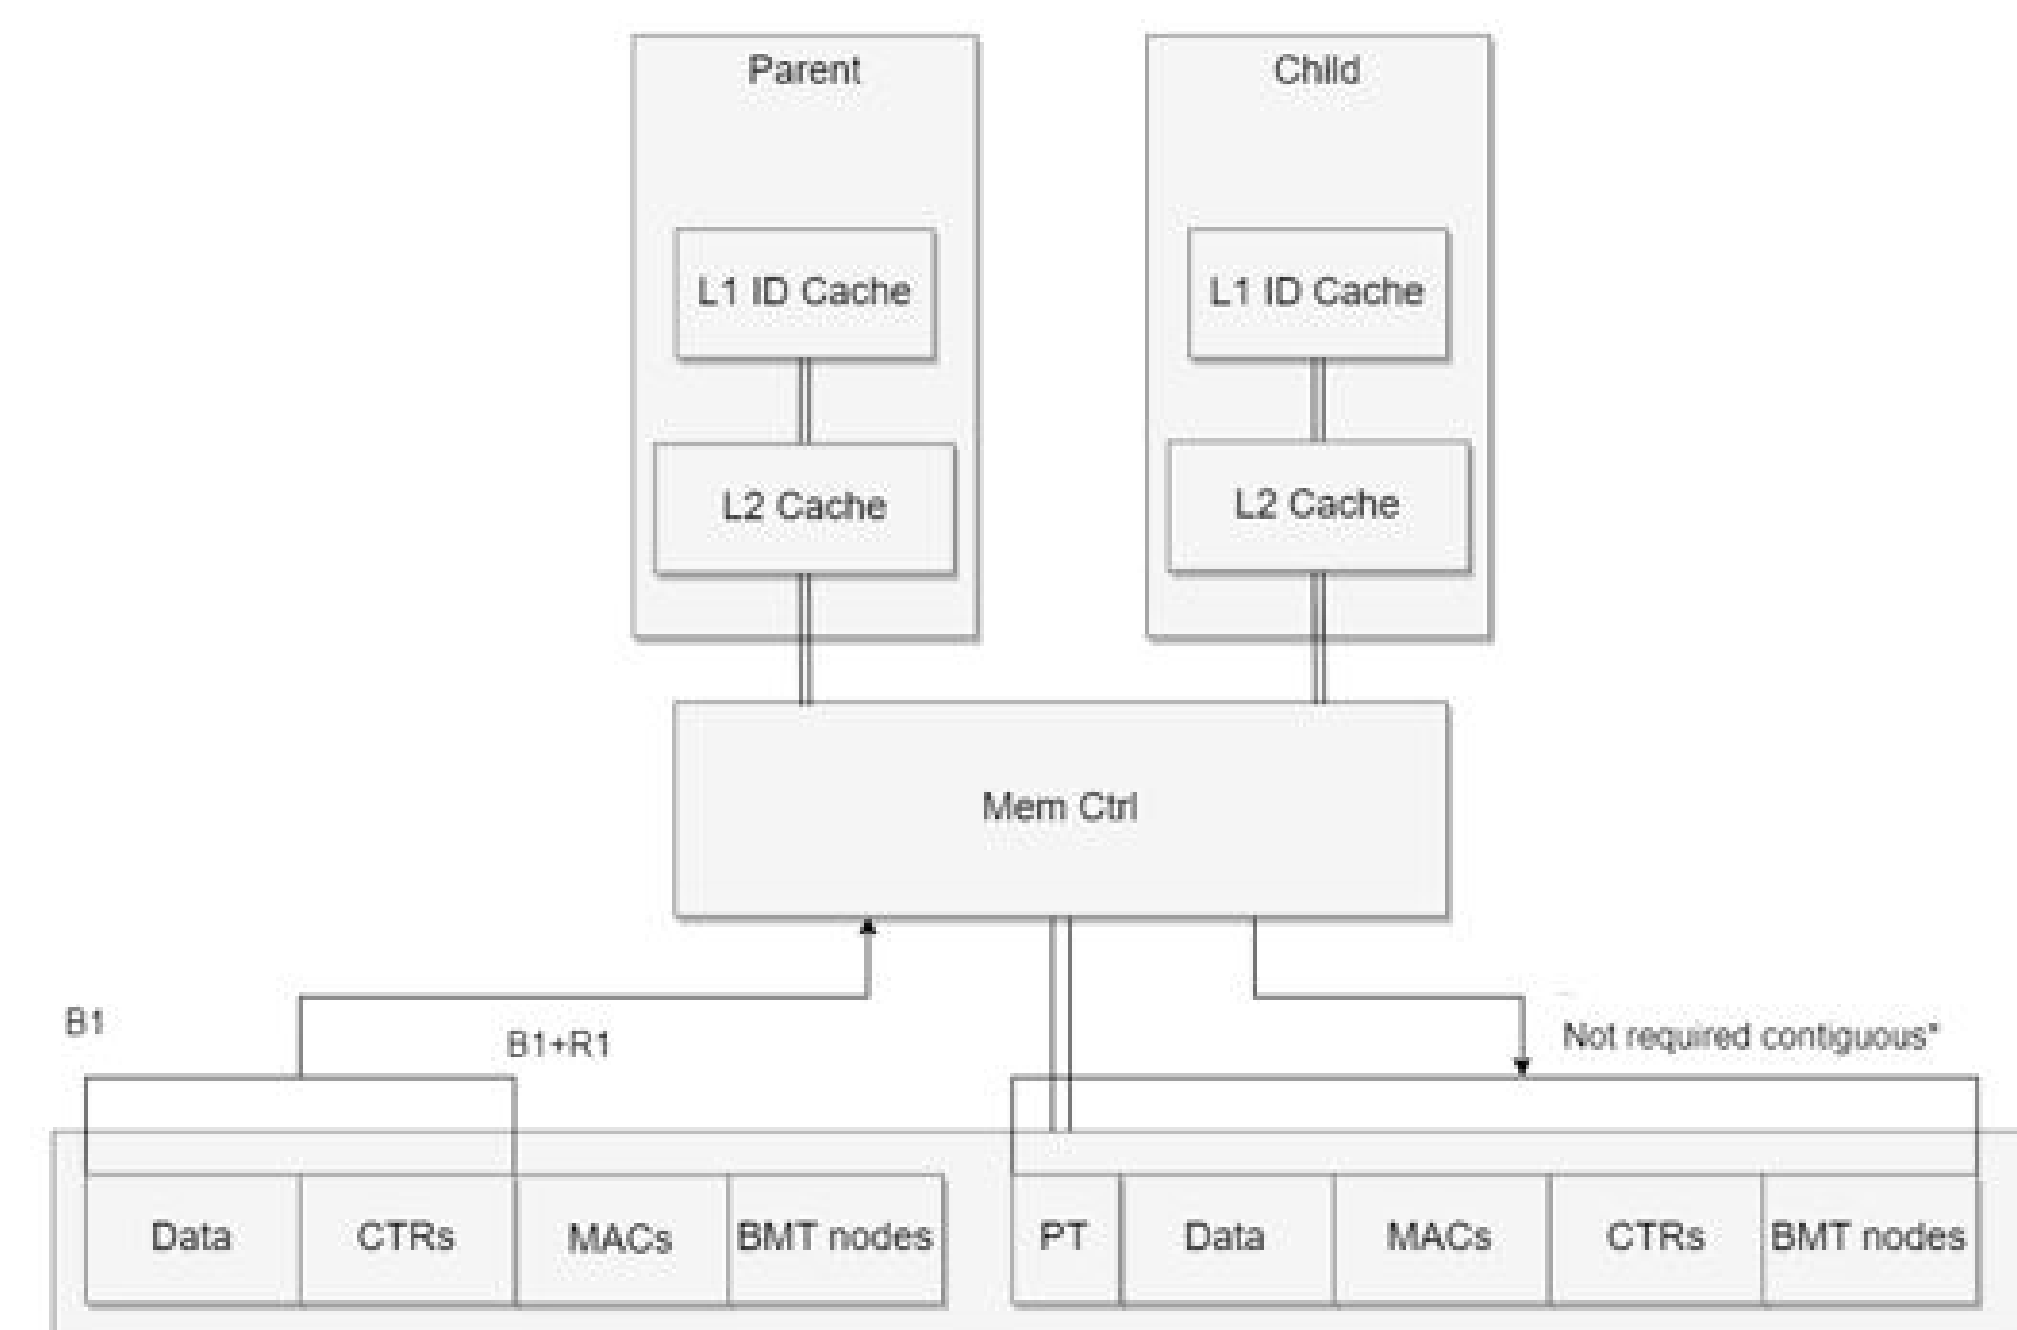 Parent
Child
L1 ID Cache
L1 ID Cache
L2 Cache
L2 Cache
Mem Ctrl
B1
B1+R1
Not required contiguous*
Data
CTRs
MACs
BMT nodes
PT
Data
MACs
CTRs
BMT nodes